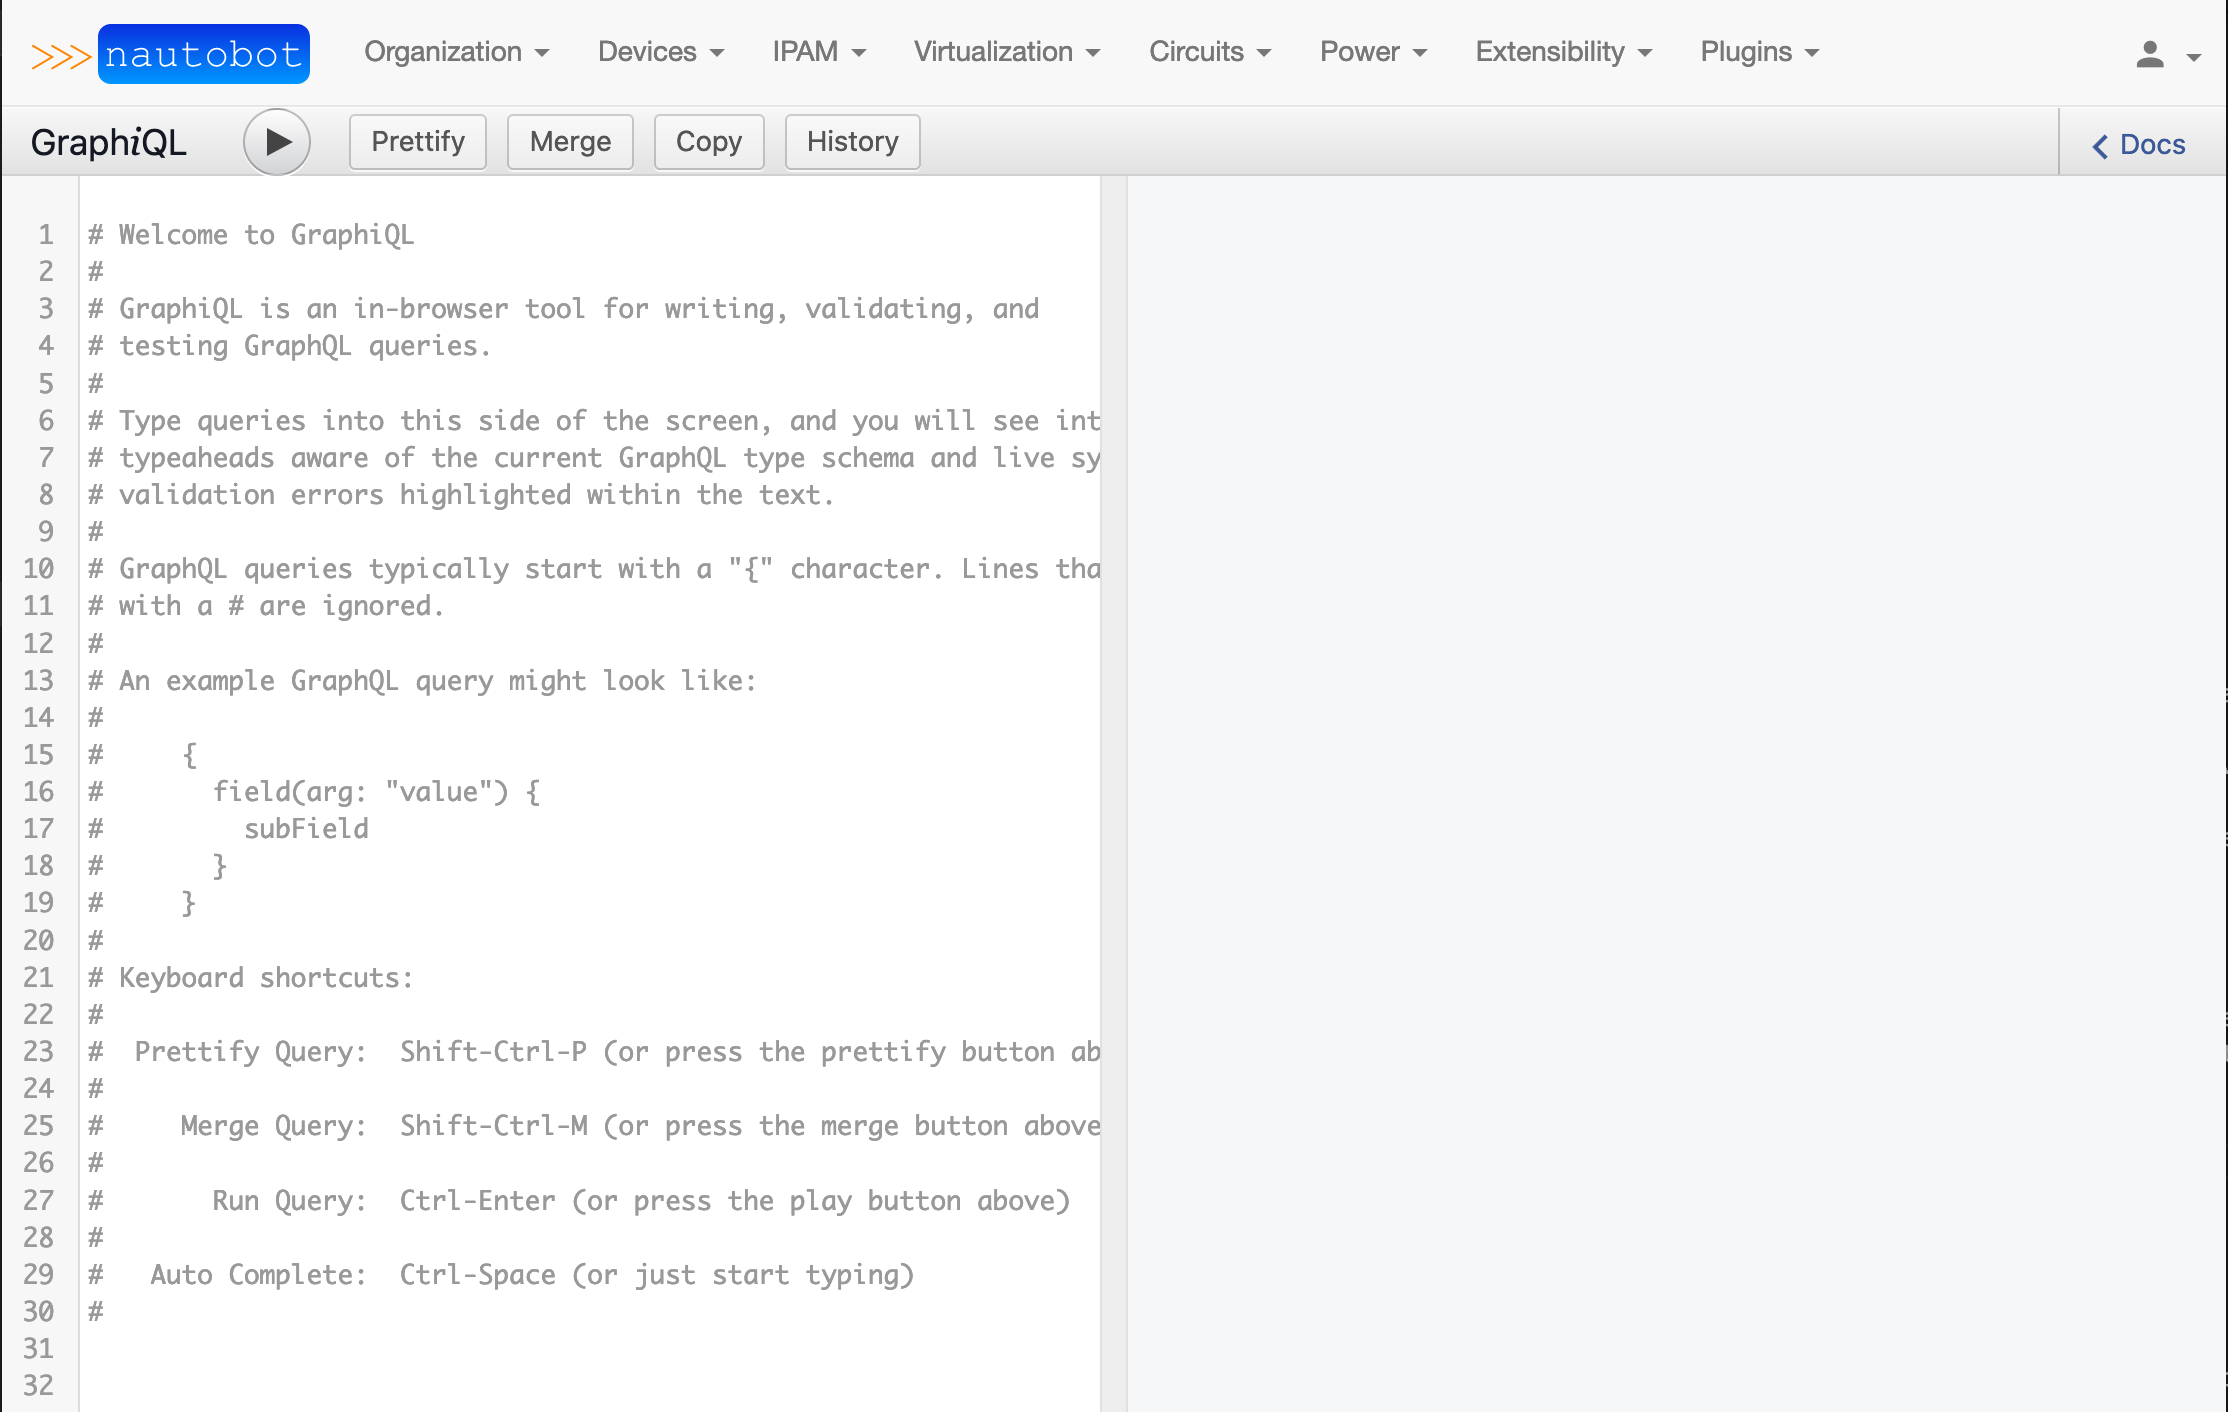 >>> nautobot Organization Devices IPAM Virtualization Circuits Power Extensibility Plugins
GraphiQL Prettify Merge Copy History Docs
1 # Welcome to GraphiQL
2 #
3 # GraphiQL is an in-browser tool for writing, validating, and
4 # testing GraphQL queries.
5 #
6 # Type queries into this side of the screen, and you will see int
7 # typeaheads aware of the current GraphQL type schema and live sy
8 # validation errors highlighted within the text.
9 #
10 # GraphQL queries typically start with a "{" character. Lines tha
11 # with a # are ignored.
12 #
13 # An example GraphQL query might look like:
14 #
15 #     {
16 #       field(arg: "value") {
17 #         subField
18 #       }
19 #     }
20 #
21 # Keyboard shortcuts:
22 #
23 #  Prettify Query:  Shift-Ctrl-P (or press the prettify button ab
24 #
25 #     Merge Query:  Shift-Ctrl-M (or press the merge button above
26 #
27 #       Run Query:  Ctrl-Enter (or press the play button above)
28 #
29 #   Auto Complete:  Ctrl-Space (or just start typing)
30 #
31
32